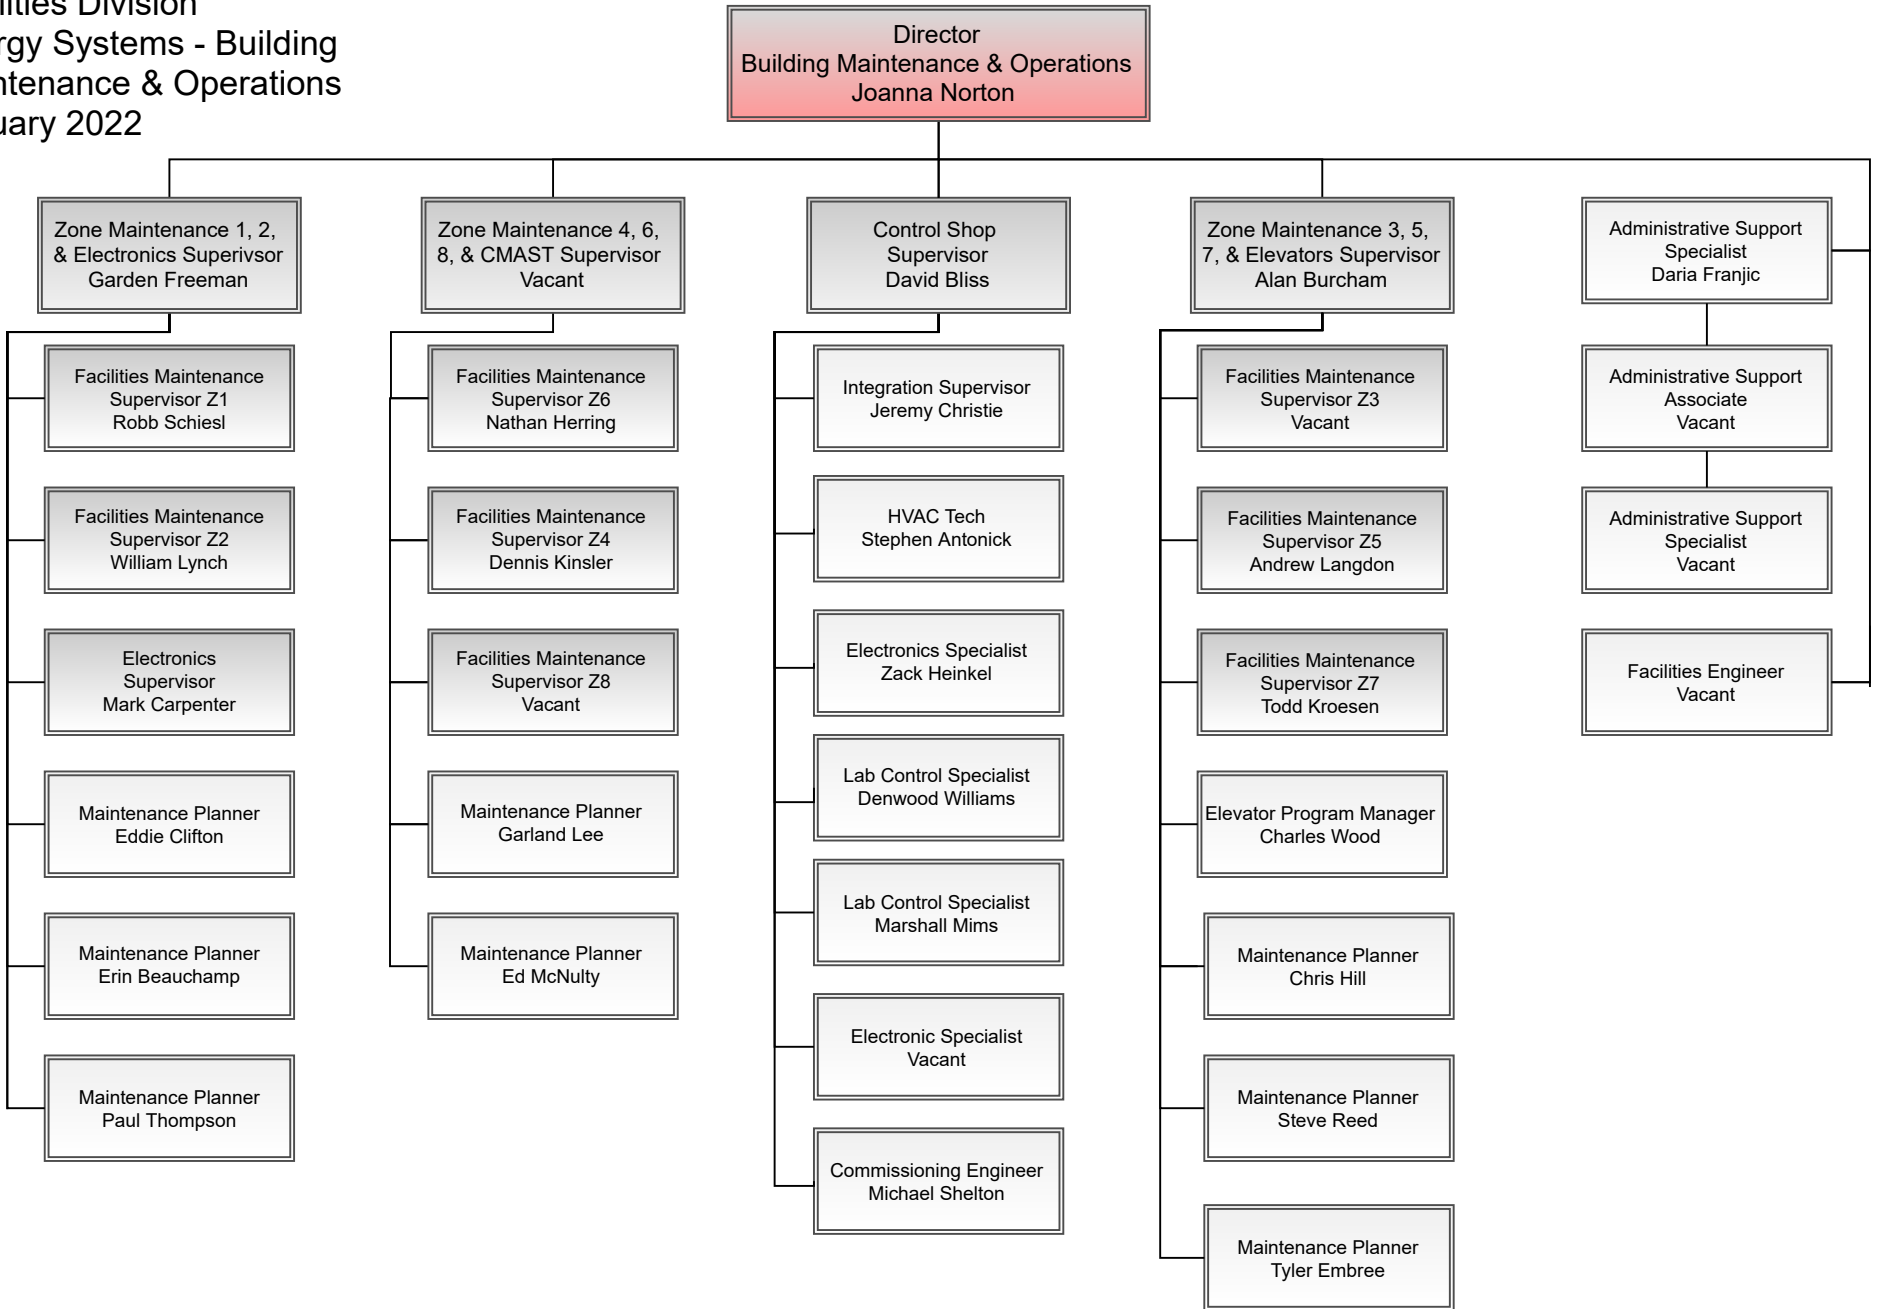 lities Division
rgy Systems - Building
ntenance & Operations
uary 2022
Director
Building Maintenance & Operations
Joanna Norton
Zone Maintenance 1, 2,
& Electronics Superivsor
Garden Freeman
Zone Maintenance 4, 6,
8, & CMAST Supervisor
Vacant
Control Shop
Supervisor
David Bliss
Zone Maintenance 3, 5,
7, & Elevators Supervisor
Alan Burcham
Administrative Support
Specialist
Daria Franjic
Facilities Maintenance
Supervisor Z1
Robb Schiesl
Facilities Maintenance
Supervisor Z6
Nathan Herring
Integration Supervisor
Jeremy Christie
Facilities Maintenance
Supervisor Z3
Vacant
Administrative Support
Associate
Vacant
Facilities Maintenance
Supervisor Z2
William Lynch
Facilities Maintenance
Supervisor Z4
Dennis Kinsler
HVAC Tech
Stephen Antonick
Facilities Maintenance
Supervisor Z5
Andrew Langdon
Administrative Support
Specialist
Vacant
Electronics
Supervisor
Mark Carpenter
Facilities Maintenance
Supervisor Z8
Vacant
Electronics Specialist
Zack Heinkel
Facilities Maintenance
Supervisor Z7
Todd Kroesen
Facilities Engineer
Vacant
Maintenance Planner
Eddie Clifton
Maintenance Planner
Garland Lee
Lab Control Specialist
Denwood Williams
Elevator Program Manager
Charles Wood
Maintenance Planner
Erin Beauchamp
Maintenance Planner
Ed McNulty
Lab Control Specialist
Marshall Mims
Maintenance Planner
Chris Hill
Electronic Specialist
Vacant
Maintenance Planner
Paul Thompson
Maintenance Planner
Steve Reed
Commissioning Engineer
Michael Shelton
Maintenance Planner
Tyler Embree